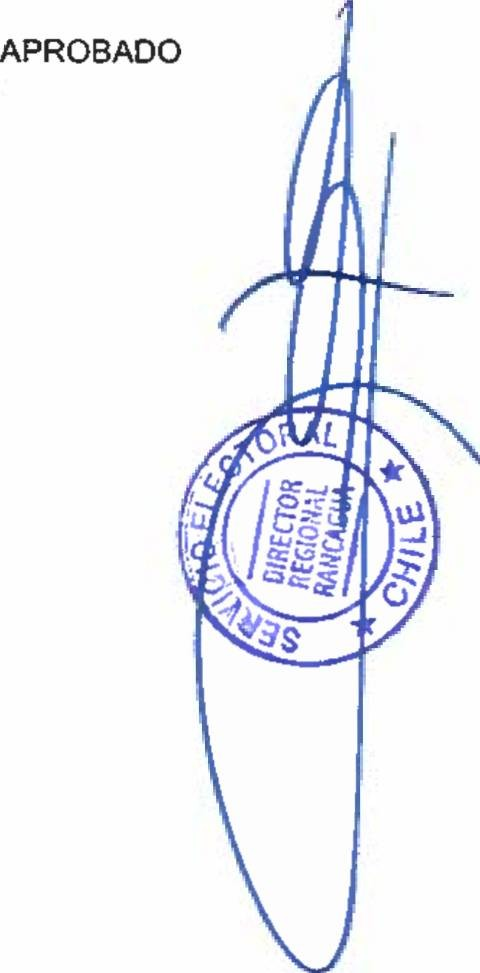 APROBADO
SERVICIO ELECTORAL
★ CHILE ★
DIRECTOR
REGIONAL
RANCAGUA